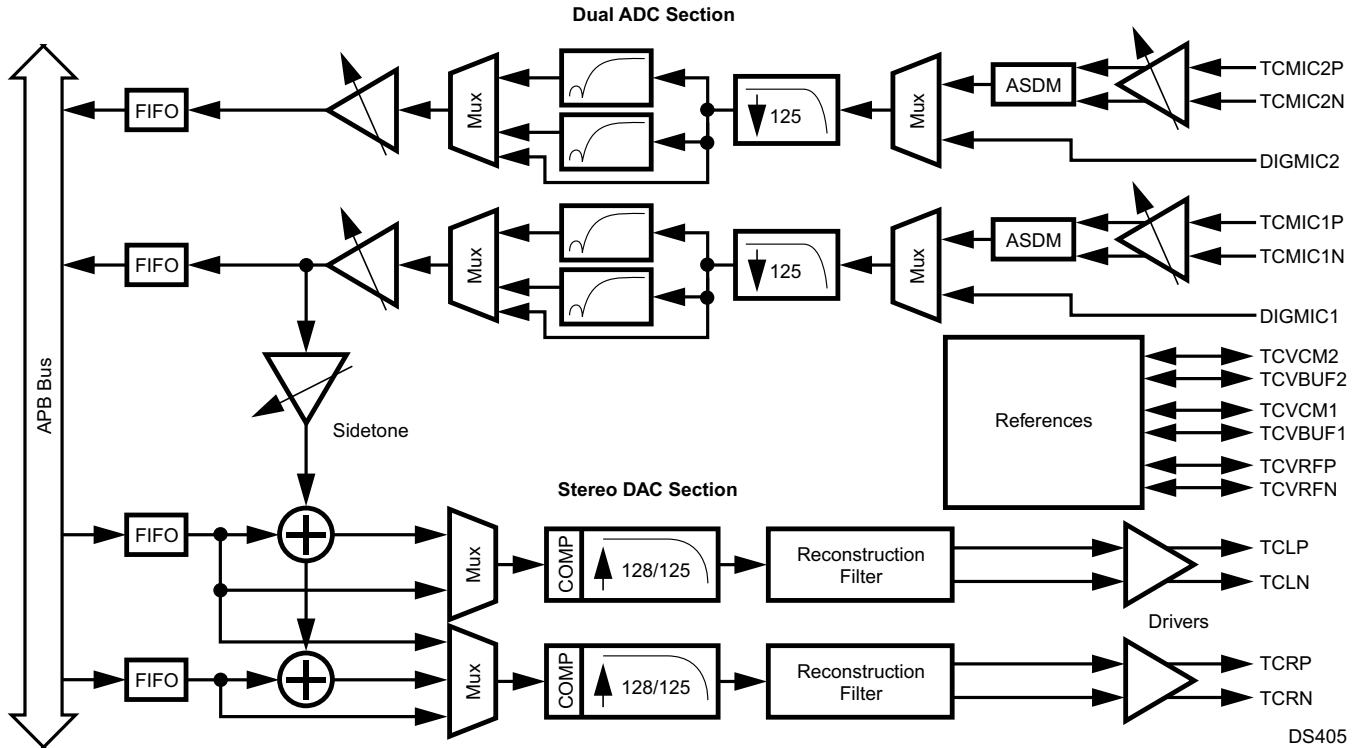 Dual ADC Section
TCMIC2P
TCMIC2N
DIGMIC2
ASDM
Mux
125
Mux
FIFO
TCMIC1P
TCMIC1N
DIGMIC1
ASDM
Mux
125
Mux
FIFO
APB Bus
Sidetone
References
TCVCM2
TCVBUF2
TCVCM1
TCVBUF1
TCVRFP
TCVRFN
Stereo DAC Section
FIFO
Mux
COMP
128/125
Reconstruction
Filter
TCLP
TCLN
Drivers
FIFO
Mux
COMP
128/125
Reconstruction
Filter
TCRP
TCRN
DS405